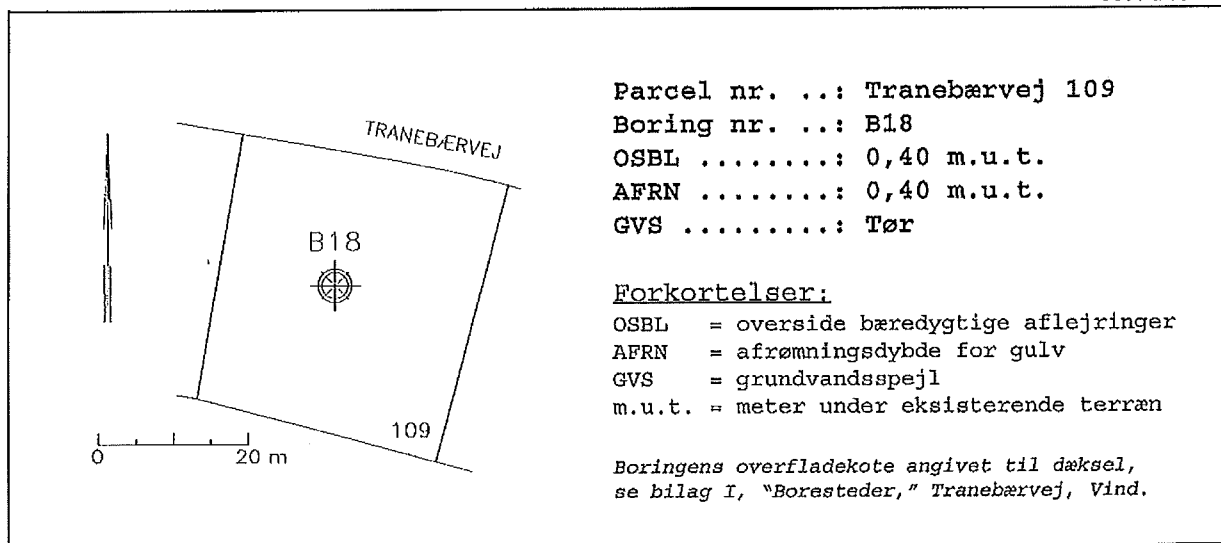 TRANEBÆRVEJ
B18
109
0 20 m
Parcel nr. ..: Tranebærvej 109
Boring nr. ..: B18
OSBL ........: 0,40 m.u.t.
AFRN ........: 0,40 m.u.t.
GVS .........: Tør
Forkortelser:
OSBL = overside bæredygtige aflejringer
AFRN = afrømningsdybde for gulv
GVS = grundvandsspejl
m.u.t. = meter under eksisterende terræn
Boringens overfladekote angivet til dæksel,
se bilag I, "Boresteder," Tranebærvej, Vind.